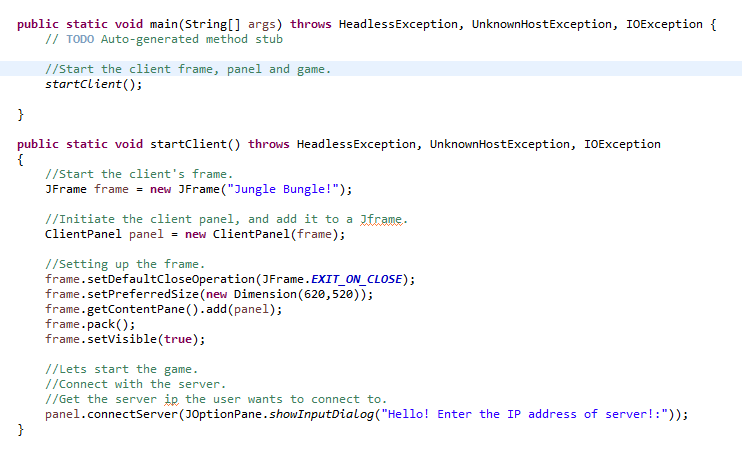 public static void main(String[] args) throws HeadlessException, UnknownHostException, IOException {
// TODO Auto-generated method stub
//Start the client frame, panel and game.
startClient();
}
public static void startClient() throws HeadlessException, UnknownHostException, IOException
{
//Start the client's frame.
JFrame frame = new JFrame("Jungle Bungle!");
//Initiate the client panel, and add it to a Jframe.
ClientPanel panel = new ClientPanel(frame);
//Setting up the frame.
frame.setDefaultCloseOperation(JFrame.EXIT_ON_CLOSE);
frame.setPreferredSize(new Dimension(620,520));
frame.getContentPane().add(panel);
frame.pack();
frame.setVisible(true);
//Lets start the game.
//Connect with the server.
//Get the server ip the user wants to connect to.
panel.connectServer(JOptionPane.showInputDialog("Hello! Enter the IP address of server!:"));
}